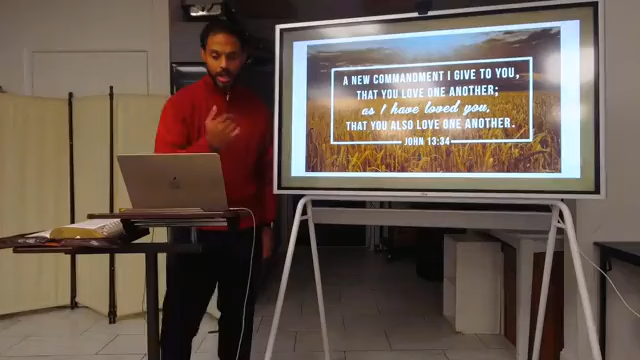 A NEW COMMANDMENT I GIVE TO YOU,
THAT YOU LOVE ONE ANOTHER;
as I have loved you,
THAT YOU ALSO LOVE ONE ANOTHER.
JOHN 13:34